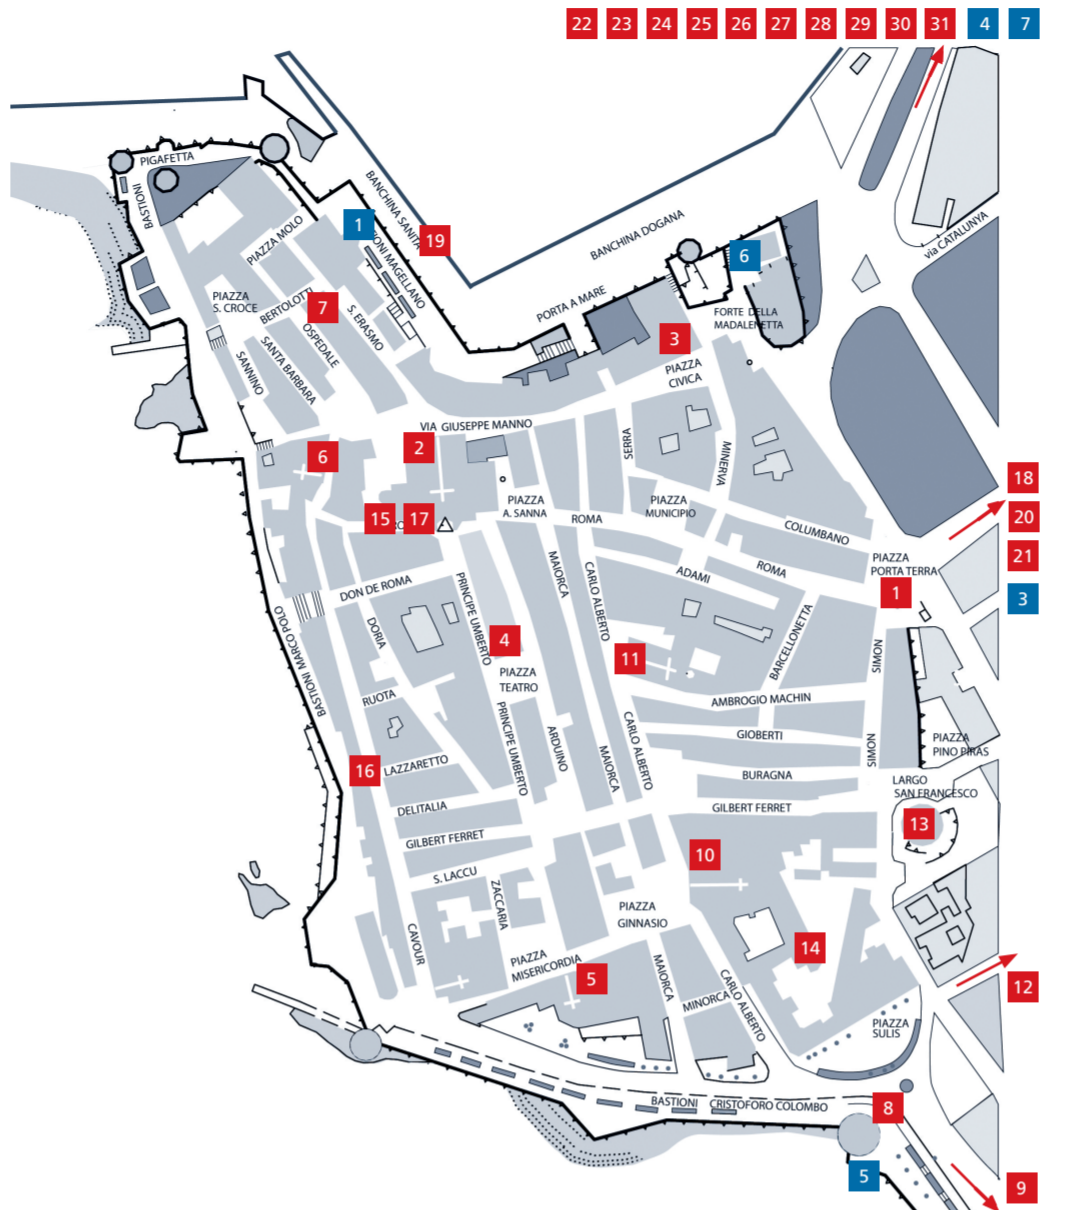 22 23 24 25 26 27 28 29 30 31 4 7
PIGAFETTA
BASTIONI
BANCHINA SANITA
1
19
PIAZZA MOLO
BANCHINA DOGANA
6
via CATALUNYA
MAGELLANO
PIAZZA
S. CROCE
BERTOLOTTI
7
S. ERASMO
OSPEDALE
SANTA BARBARA
SANNINO
PORTA A MARE
FORTE DELLA
MADALENETTA
3
PIAZZA
CIVICA
VIA GIUSEPPE MANNO
2
6
SERRA
MINERVA
15 17
PIAZZA
A. SANNA
ROMA
PIAZZA
MUNICIPIO
COLUMBANO
18
20
21
3
PIAZZA
PORTA TERRA
1
ROMA
ADAMI
MAIORCA
CARLO ALBERTO
DON DE ROMA
PRINCIPE UMBERTO
BASTIONI MARCO POLO
DORIA
4
11
BARCELLONETTA
SIMON
PIAZZA
TEATRO
RUOTA
AMBROGIO MACHIN
GIOBERTI
PRINCIPE UMBERTO
ARDUINO
MAIORCA
CARLO ALBERTO
SIMON
PIAZZA
PINO PIRAS
16
LAZZARETTO
BURAGNA
LARGO
SAN FRANCESCO
DELITALIA
GILBERT FERRET
13
GILBERT FERRET
10
S. LACCU
ZACCARIA
PIAZZA
GINNASIO
CAVOUR
14
PIAZZA
MISERICORDIA
5
MAIORCA
MINORCA
CARLO ALBERTO
12
PIAZZA
SULIS
BASTIONI CRISTOFORO COLOMBO
8
5
9